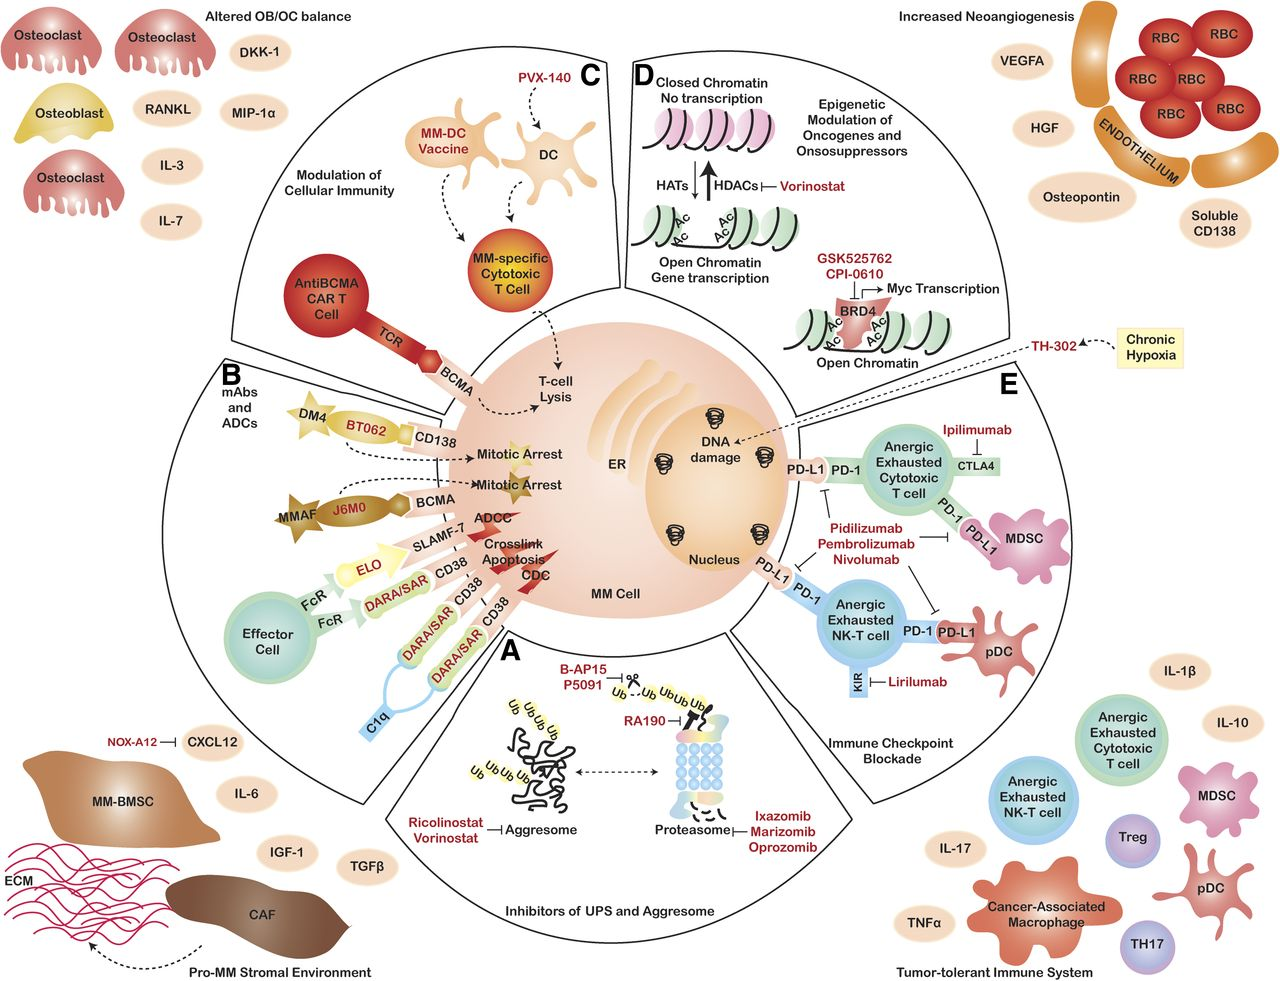 Altered OB/OC balance
Osteoclast
Osteoclast
DKK-1
Osteoblast
RANKL
MIP-1α
Osteoclast
IL-3
IL-7
Increased Neoangiogenesis
VEGFA
HGF
Osteopontin
Soluble
CD138
ENDOTHELIUM
RBC
RBC
RBC
RBC
RBC
RBC
C
PVX-140
MM-DC
Vaccine
DC
Modulation of
Cellular Immunity
MM-specific
Cytotoxic
T Cell
AntiBCMA
CAR T
Cell
TCR
BCMA
T-cell
Lysis
D
Closed Chromatin
No transcription
Epigenetic
Modulation of
Oncogenes and
Onsosuppressors
HATs
HDACs
Vorinostat
Ac
Ac
Ac
Ac
Open Chromatin
Gene transcription
GSK525762
CPI-0610
Myc Transcription
BRD4
Ac
Ac
Ac
Ac
Open Chromatin
TH-302
Chronic
Hypoxia
B
mAbs
and
ADCs
DM4
BT062
CD138
Mitotic Arrest
MMAF
J6M0
BCMA
Mitotic Arrest
ADCC
SLAMF-7
ELO
FcR
Crosslink
Apoptosis
CDC
CD38
DARA/SAR
FcR
CD38
DARA/SAR
CD38
DARA/SAR
Effector
Cell
C1q
ER
DNA
damage
Nucleus
MM Cell
E
Ipilimumab
CTLA4
Anergic
Exhausted
Cytotoxic
T cell
PD-L1
PD-1
PD-1
PD-L1
MDSC
Pidilizumab
Pembrolizumab
Nivolumab
PD-L1
PD-1
Anergic
Exhausted
NK-T cell
PD-1
PD-L1
pDC
KIR
Lirilumab
Immune Checkpoint
Blockade
A
B-AP15
P5091
Ub
Ub
Ub
Ub
Ub
RA190
Ub
Ub
Ub
Ub
Ub
Ub
Ub
Ub
Ub
Ricolinostat
Vorinostat
Aggresome
Proteasome
Ixazomib
Marizomib
Oprozomib
Inhibitors of UPS and Aggresome
NOX-A12
CXCL12
MM-BMSC
IL-6
IGF-1
TGFβ
ECM
CAF
Pro-MM Stromal Environment
IL-1β
IL-10
Anergic
Exhausted
Cytotoxic
T cell
Anergic
Exhausted
NK-T cell
MDSC
Treg
IL-17
pDC
Cancer-Associated
Macrophage
TNFα
TH17
Tumor-tolerant Immune System